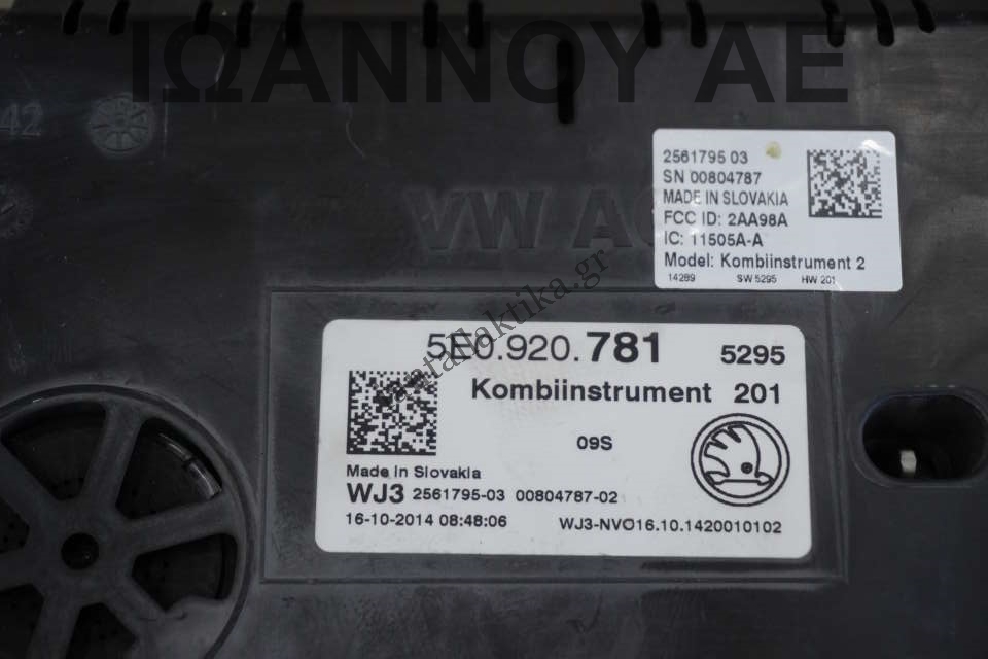 ΙΩΑΝΝΟΥ ΑΕ
42
2561795 03
SN 00804787
MADE IN SLOVAKIA
FCC ID: 2AA98A
IC: 11505A-A
Model: Kombiinstrument 2
14289 SW 5295 HW 201
VW AG
antallaktika.gr
5E0.920.781 5295
Kombiinstrument 201
09S
Made in Slovakia
WJ3 2561795-03 00804787-02
16-10-2014 08:48:06 WJ3-NVO16.10.1420010102